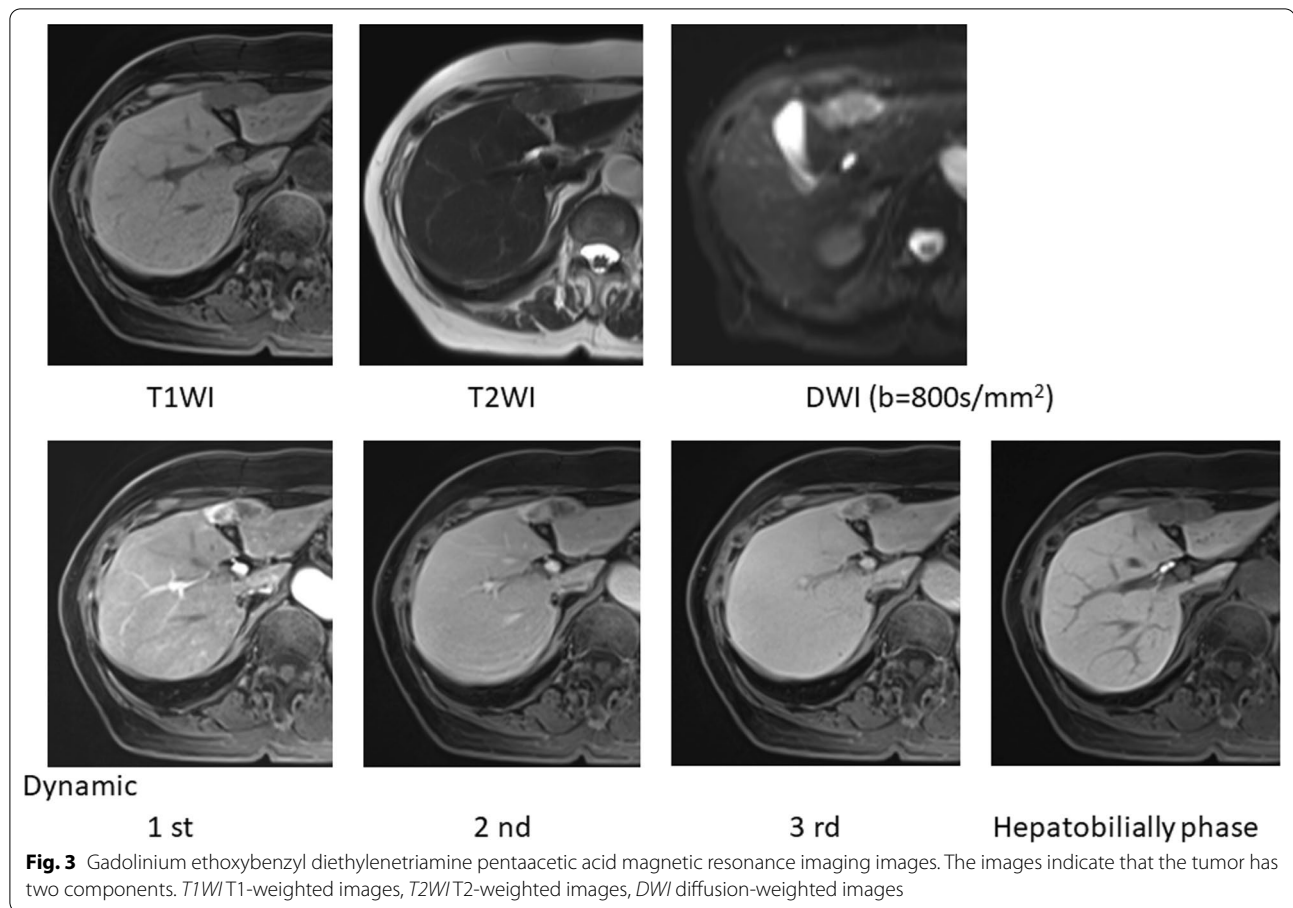 T1WI
T2WI
DWI (b=800s/mm²)
Dynamic
1 st
2 nd
3 rd
Hepatobilially phase
Fig. 3 Gadolinium ethoxybenzyl diethylenetriamine pentaacetic acid magnetic resonance imaging images. The images indicate that the tumor has
two components. T1WI T1-weighted images, T2WI T2-weighted images, DWI diffusion-weighted images